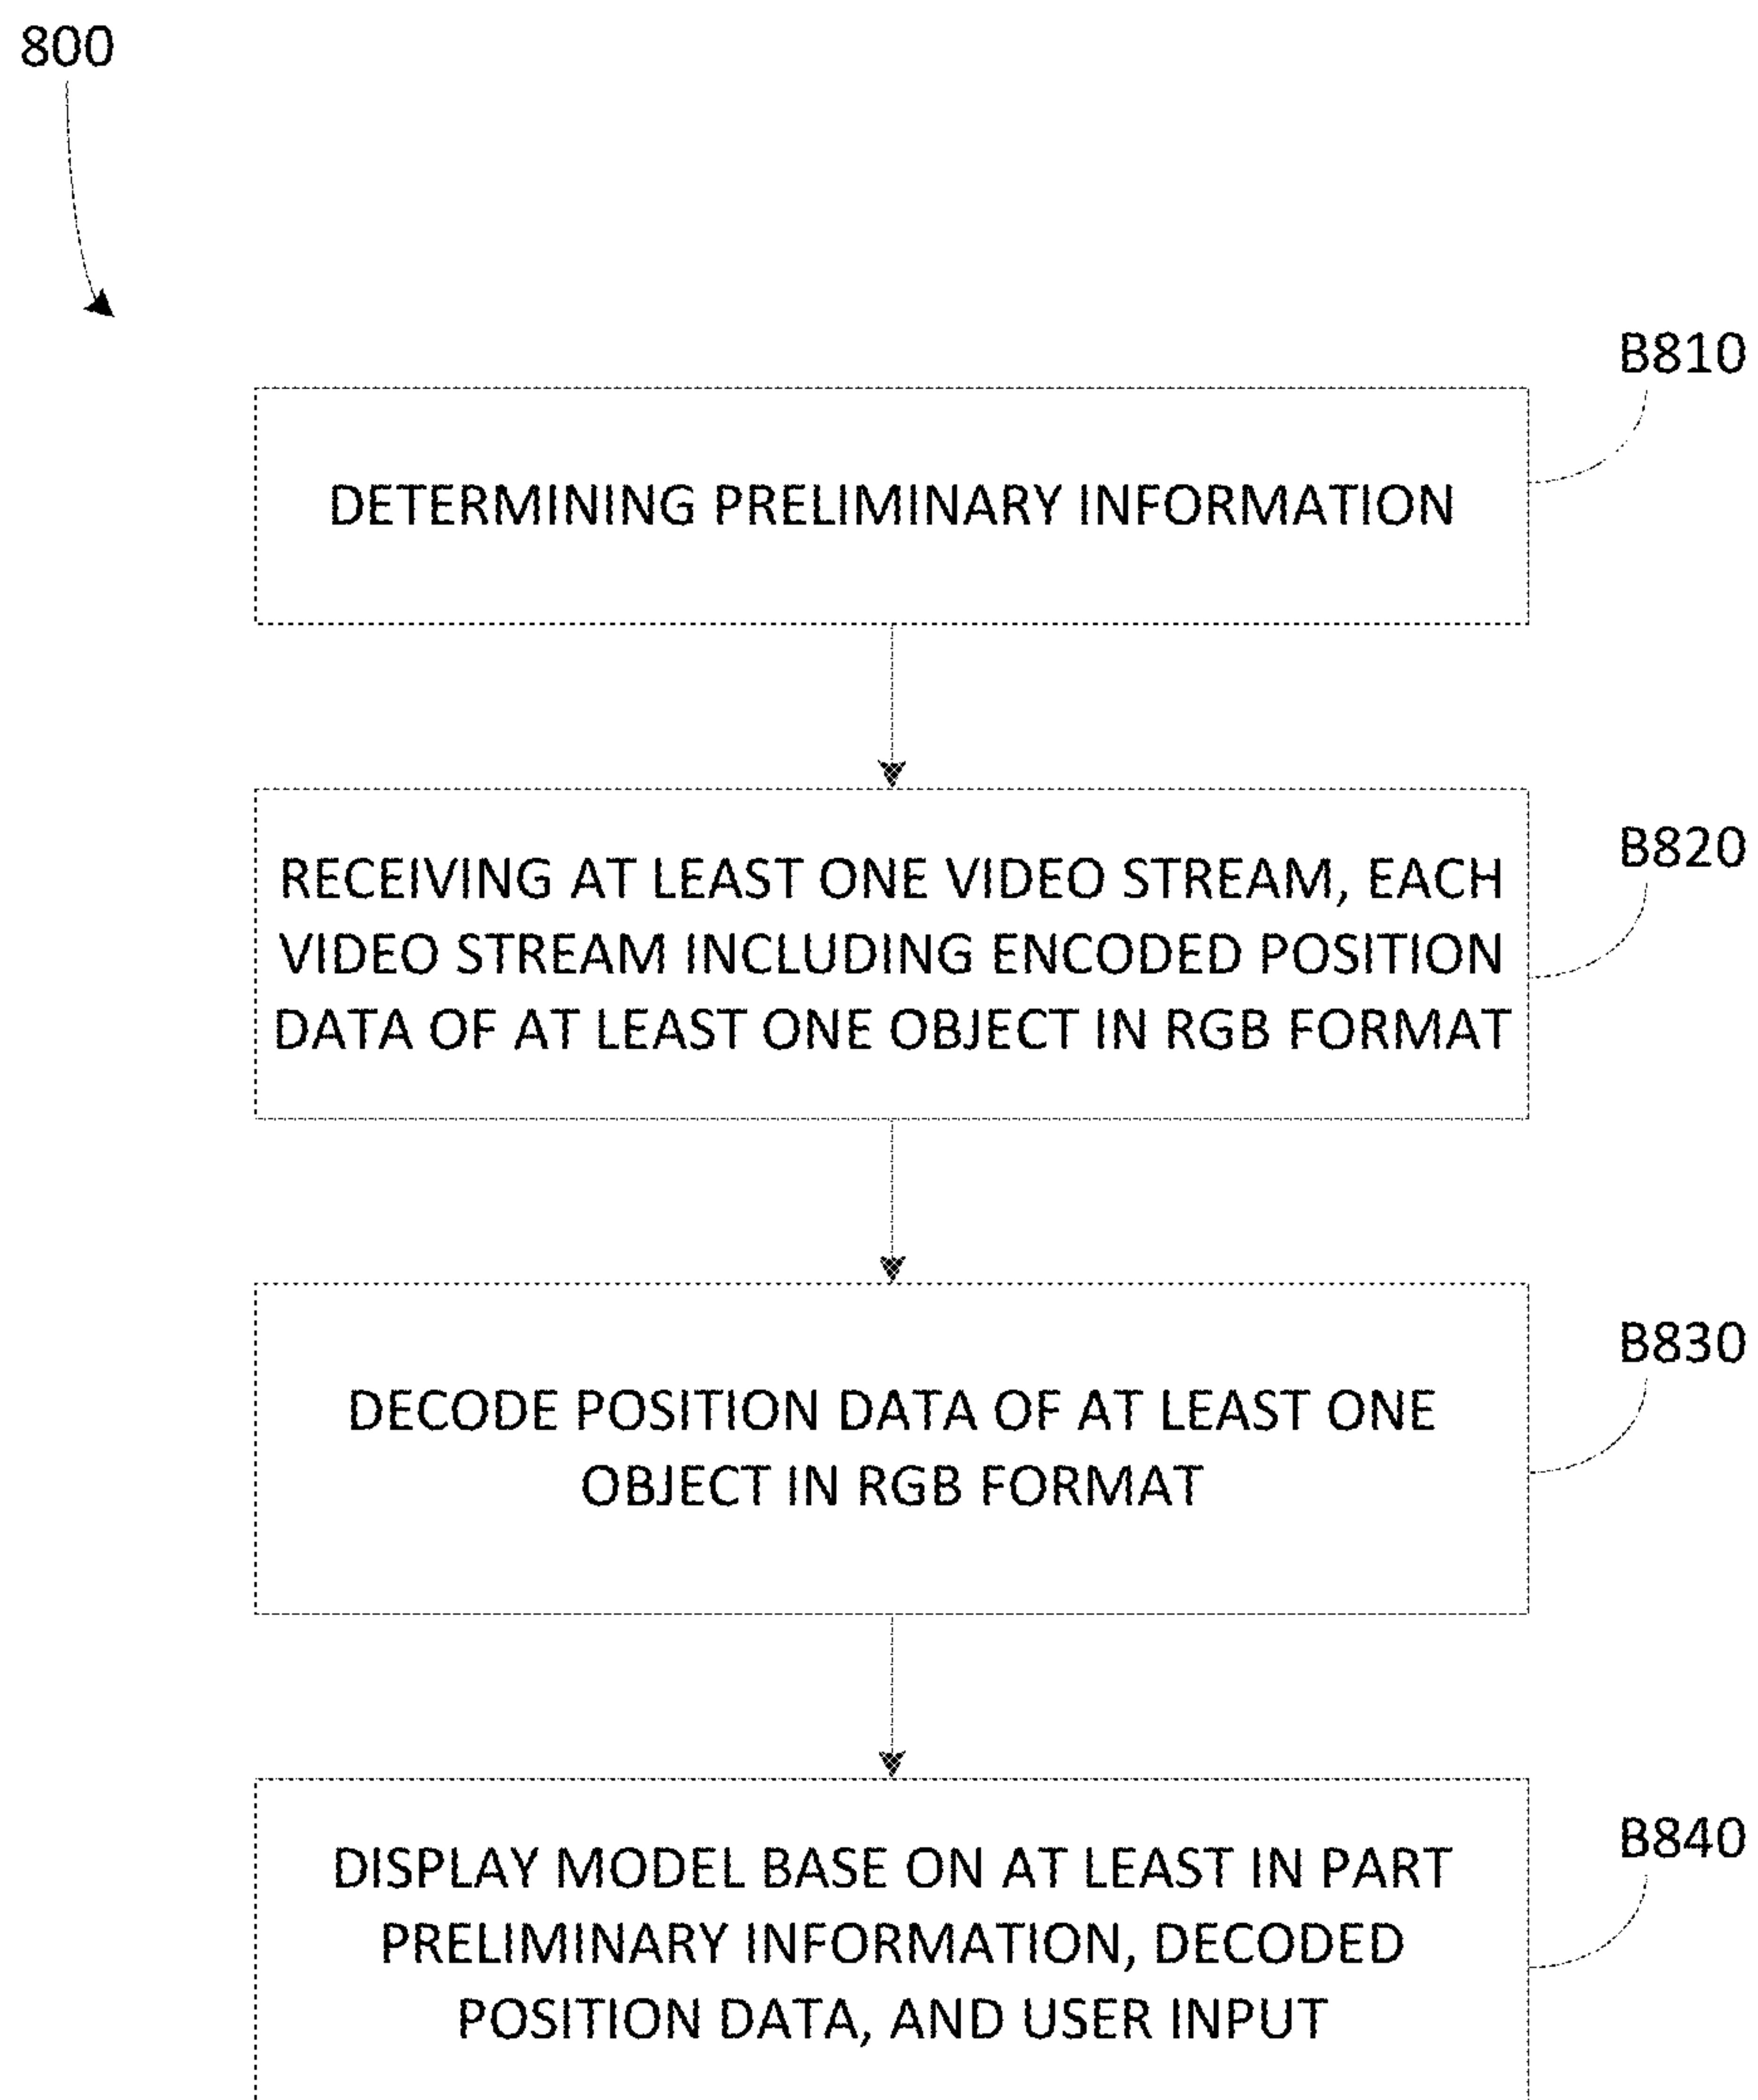 800
B810
DETERMINING PRELIMINARY INFORMATION
B820
RECEIVING AT LEAST ONE VIDEO STREAM, EACH
VIDEO STREAM INCLUDING ENCODED POSITION
DATA OF AT LEAST ONE OBJECT IN RGB FORMAT
B830
DECODE POSITION DATA OF AT LEAST ONE
OBJECT IN RGB FORMAT
B840
DISPLAY MODEL BASE ON AT LEAST IN PART
PRELIMINARY INFORMATION, DECODED
POSITION DATA, AND USER INPUT